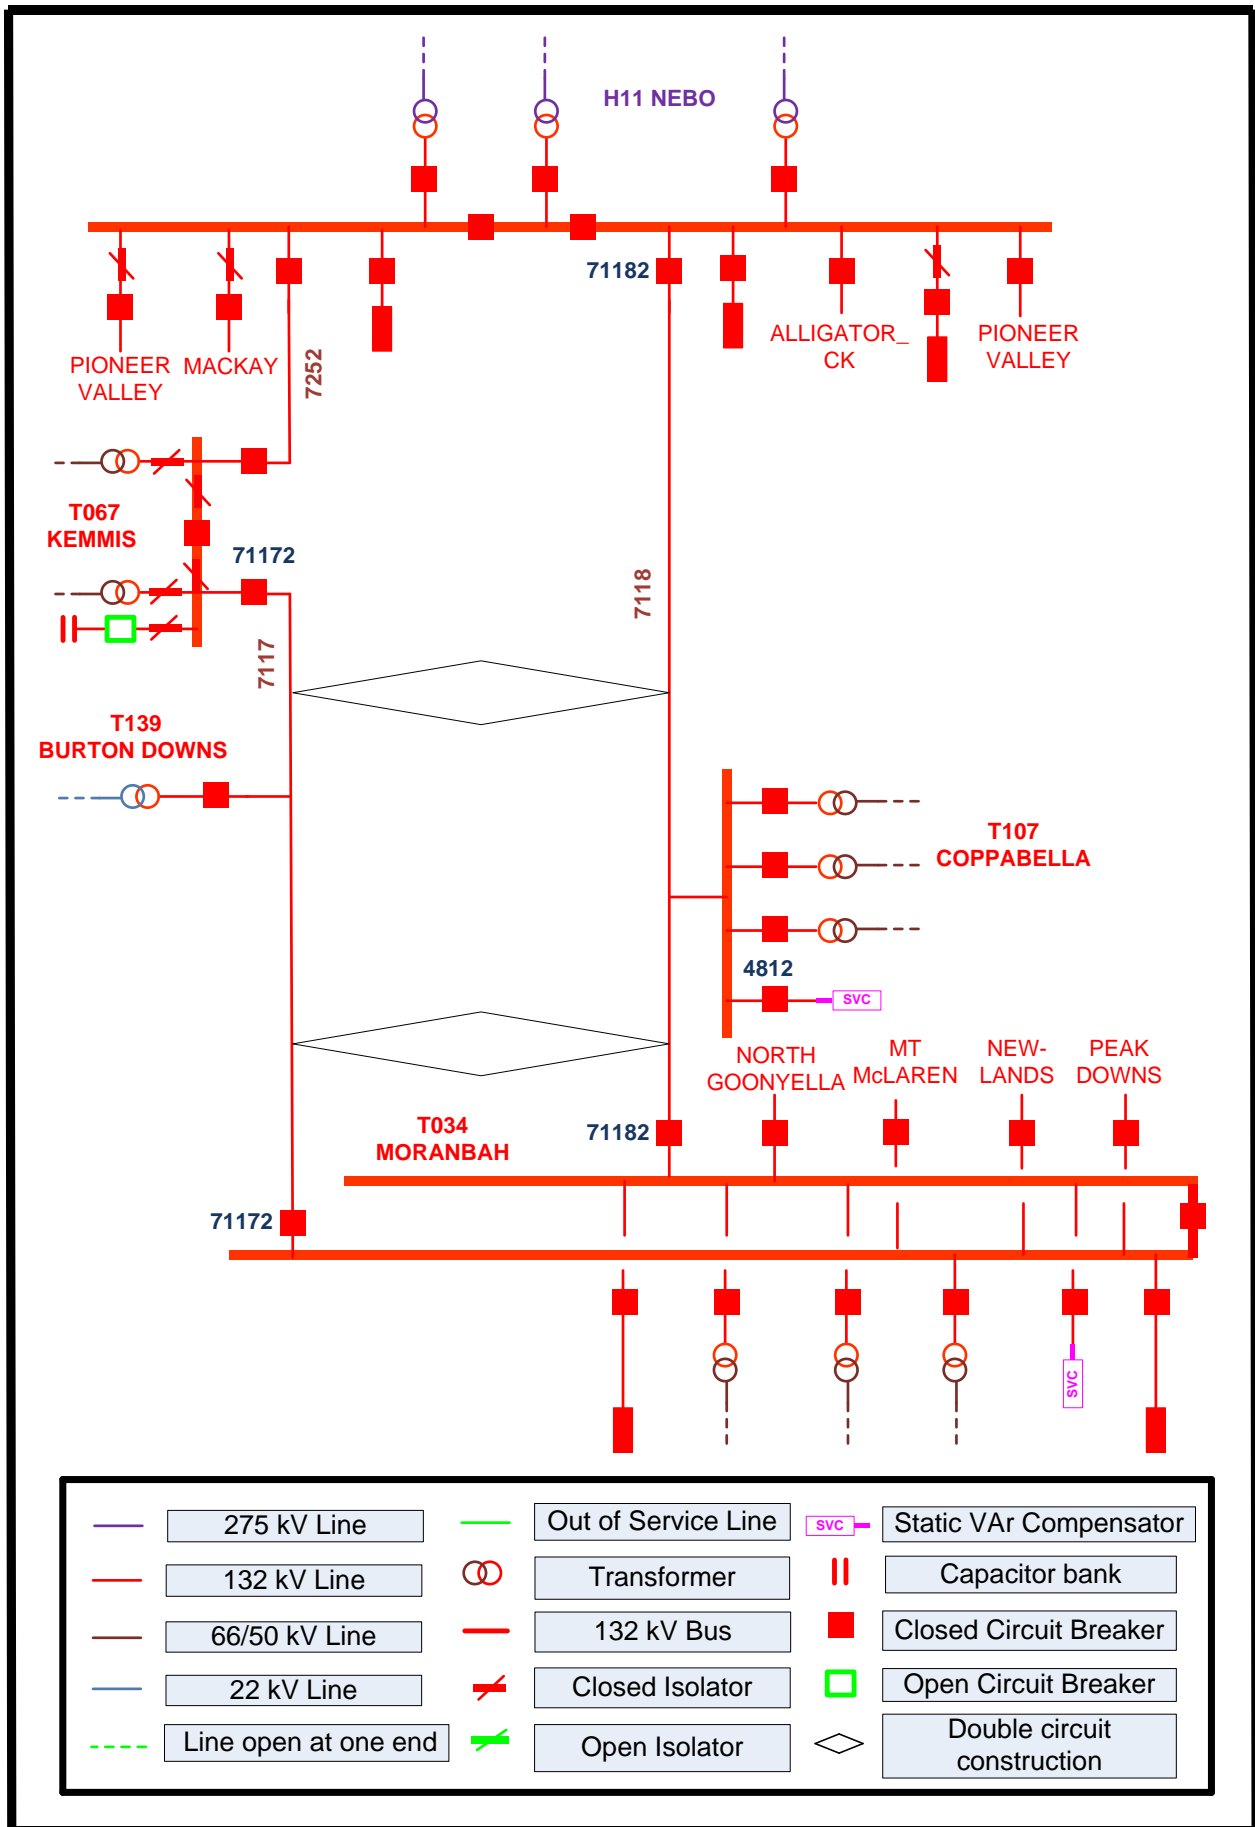 H11 NEBO
71182
PIONEER
VALLEY
MACKAY
7252
ALLIGATOR_
CK
PIONEER
VALLEY
T067
KEMMIS
71172
7117
7118
T139
BURTON DOWNS
T107
COPPABELLA
4812
SVC
NORTH
GOONYELLA
MT
McLAREN
NEW-
LANDS
PEAK
DOWNS
T034
MORANBAH
71182
71172
SVC
275 kV Line
Out of Service Line
SVC
Static VAr Compensator
132 kV Line
Transformer
Capacitor bank
66/50 kV Line
132 kV Bus
Closed Circuit Breaker
22 kV Line
Closed Isolator
Open Circuit Breaker
Line open at one end
Open Isolator
Double circuit
construction